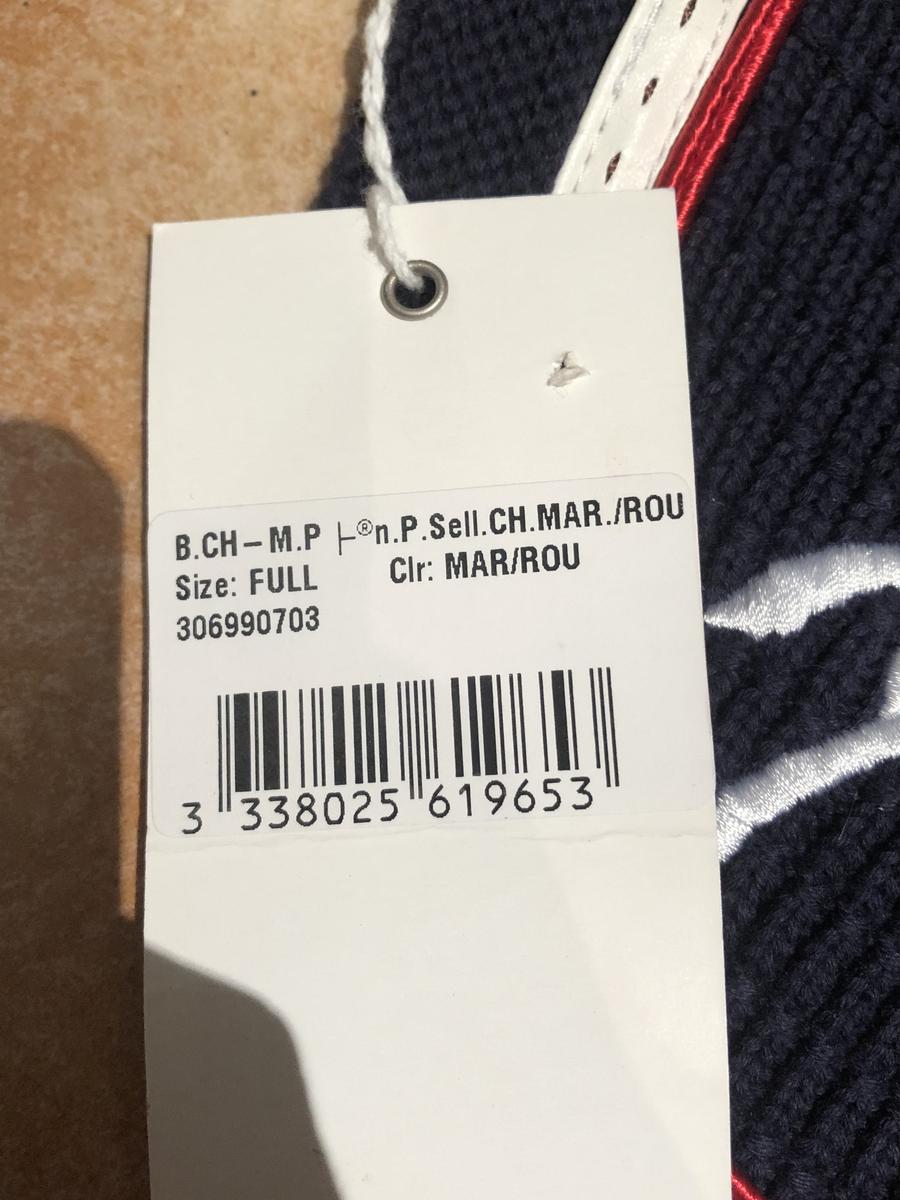 B.CH–M.P ├®n.P.Sell.CH.MAR./ROU
Size: FULL Clr: MAR/ROU
306990703
3 338025 619653